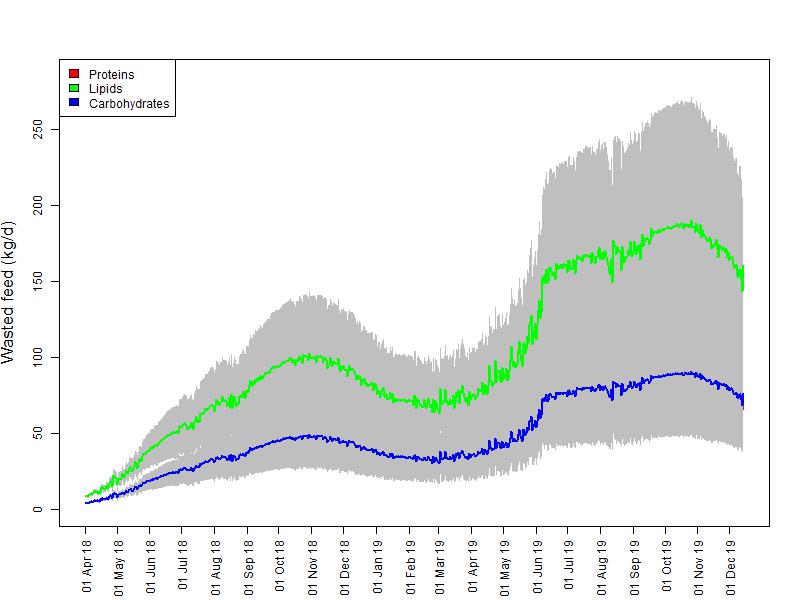 Proteins
Lipids
Carbohydrates
Wasted feed (kg/d)
250
200
150
100
50
0
01 Apr 18
01 May 18
01 Jun 18
01 Jul 18
01 Aug 18
01 Sep 18
01 Oct 18
01 Nov 18
01 Dec 18
01 Jan 19
01 Feb 19
01 Mar 19
01 Apr 19
01 May 19
01 Jun 19
01 Jul 19
01 Aug 19
01 Sep 19
01 Oct 19
01 Nov 19
01 Dec 19